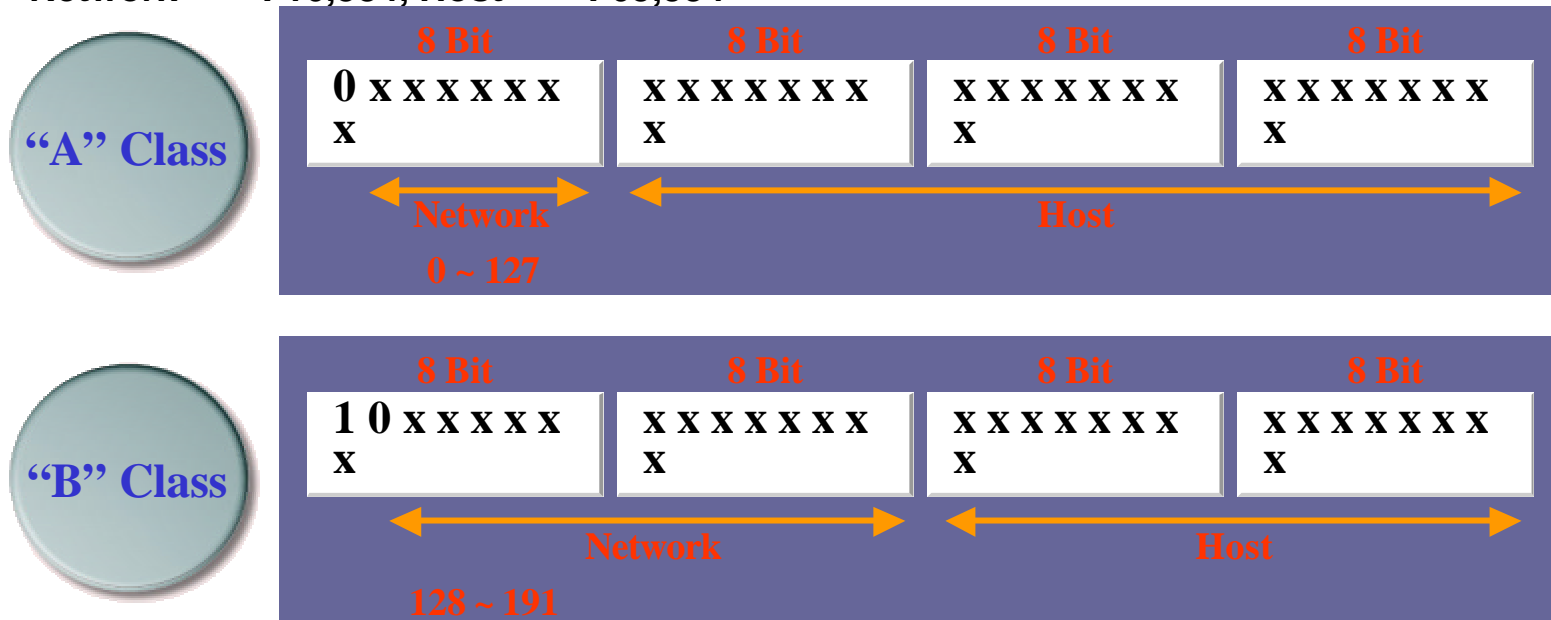 8 Bit 8 Bit 8 Bit 8 Bit
0 x x x x x x x x x x x x x x x x x x x x x x x x x x x
x x x x
“A” Class
Network Host
0 ~ 127
8 Bit 8 Bit 8 Bit 8 Bit
1 0 x x x x x x x x x x x x x x x x x x x x x x x x x x
x x x x
“B” Class
Network Host
128 ~ 191